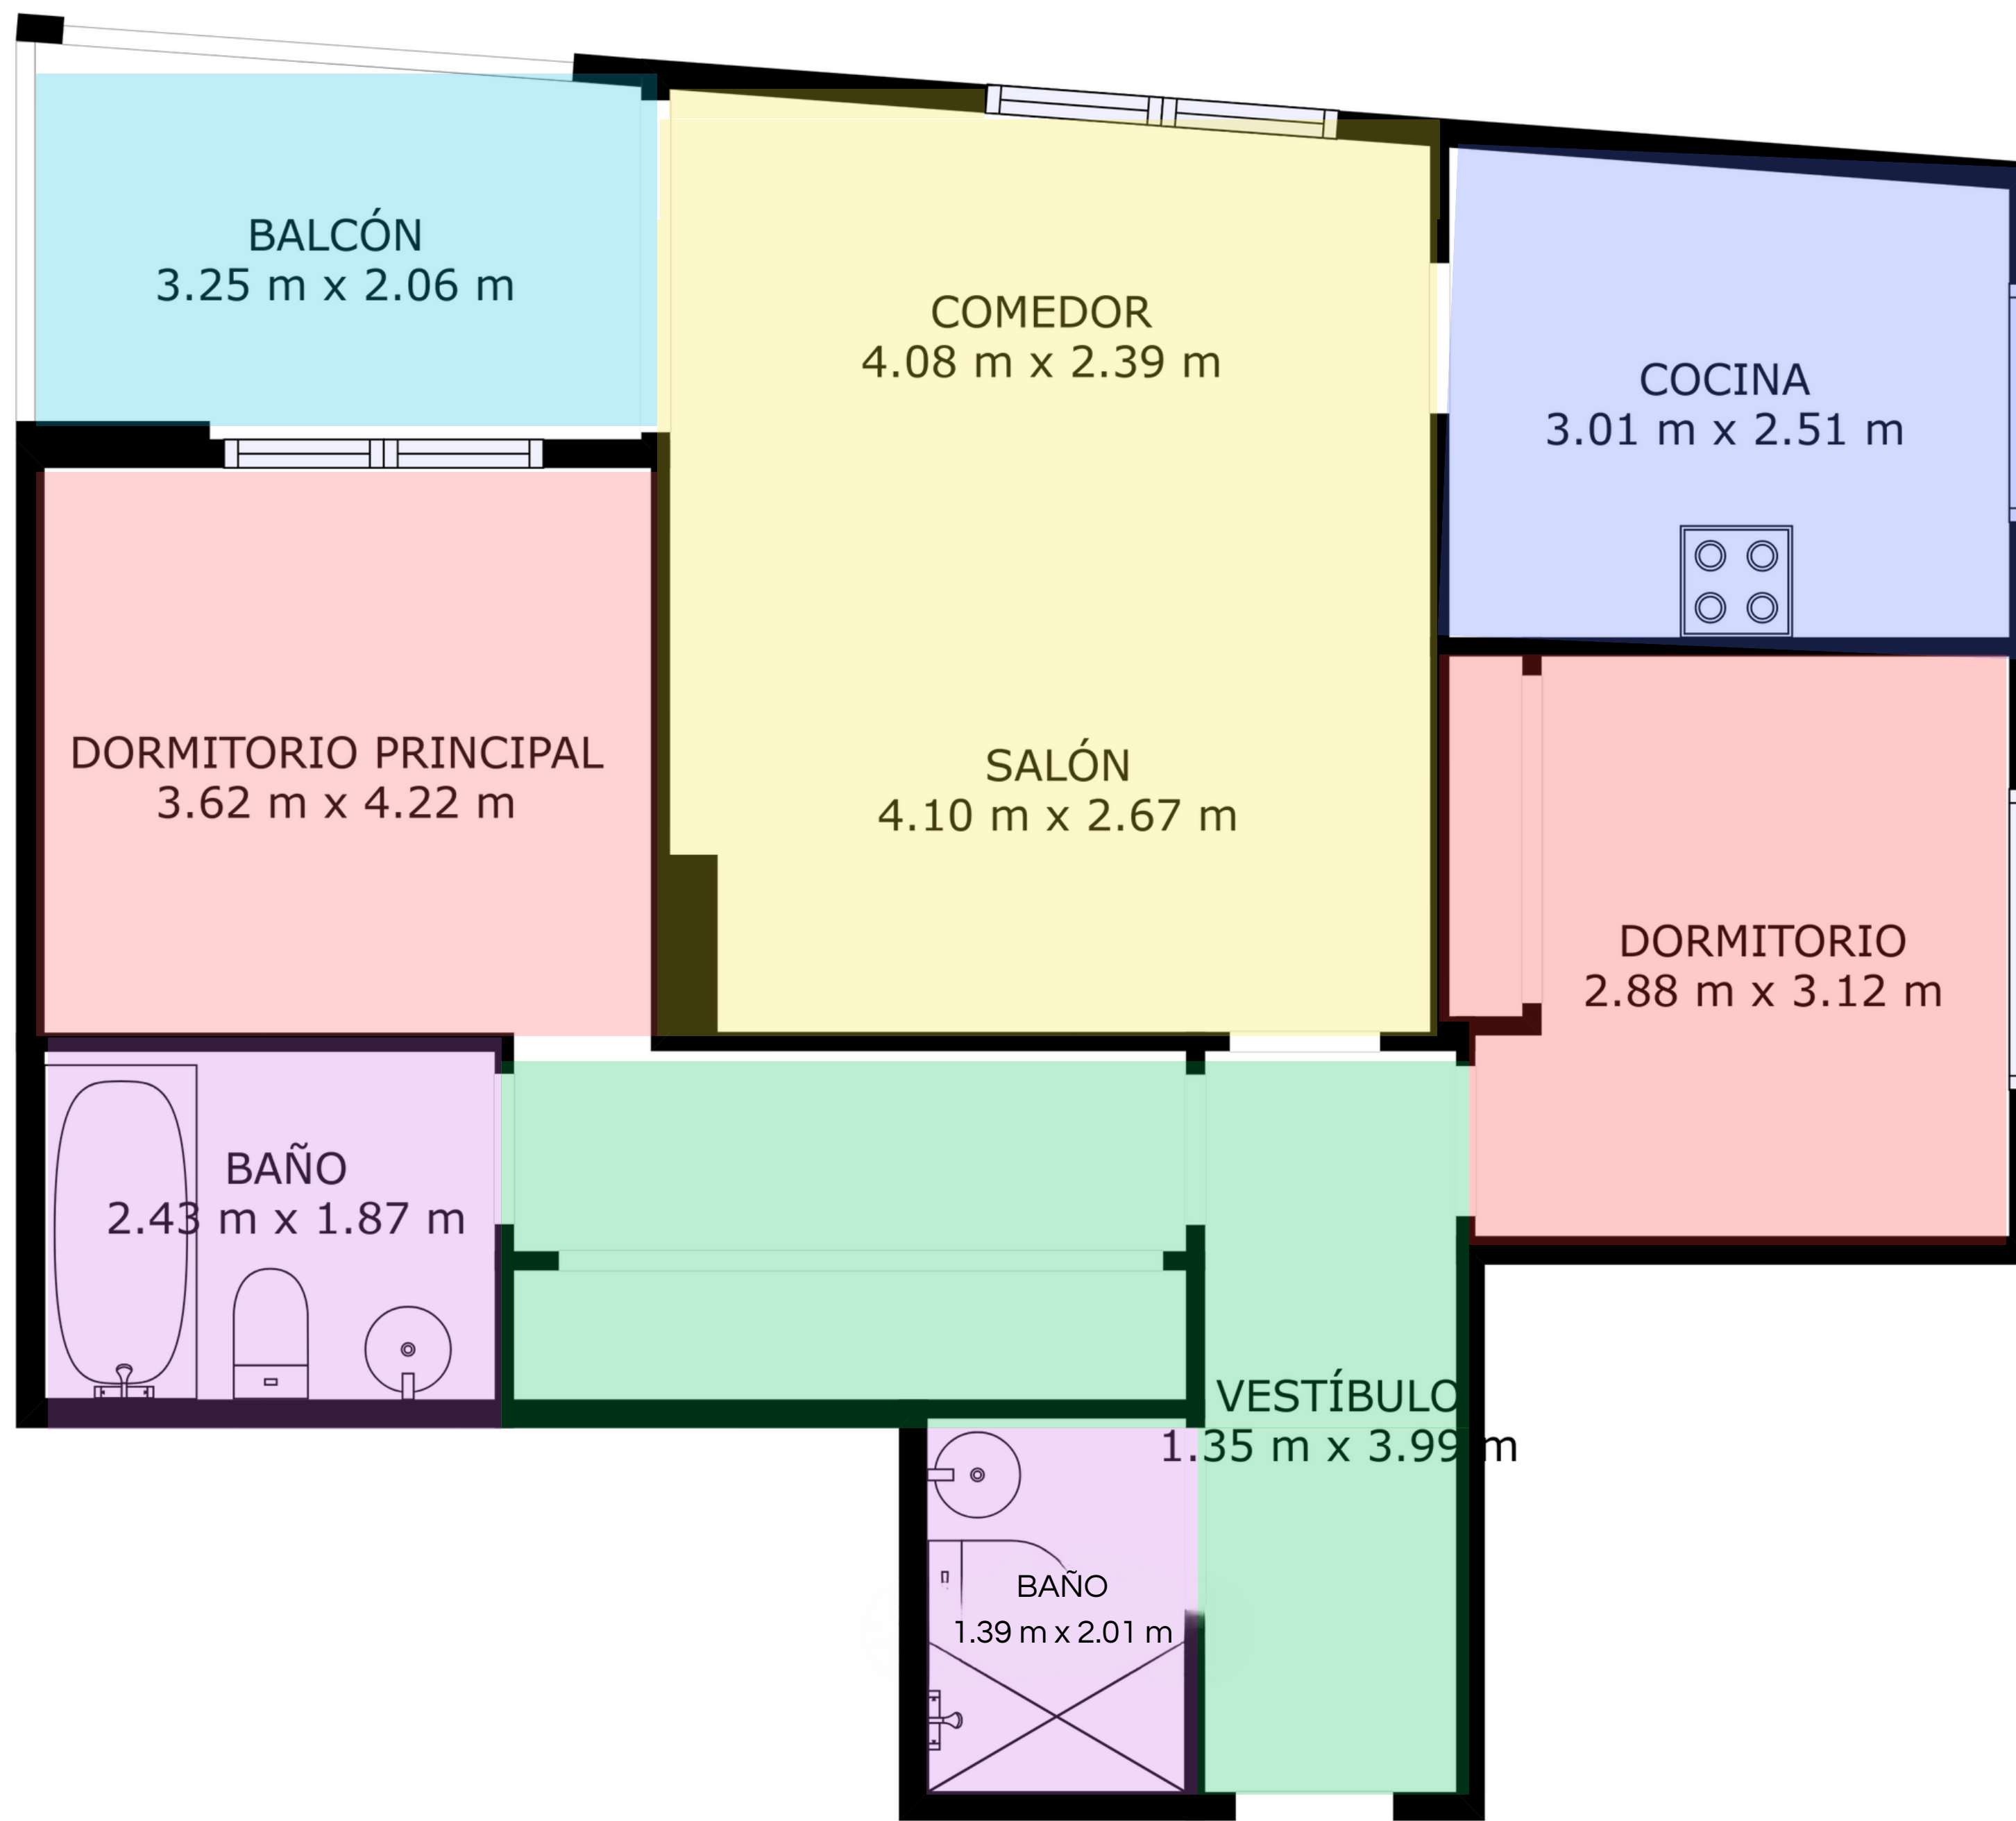 BALCÓN
3.25 m x 2.06 m
COMEDOR
4.08 m x 2.39 m
COCINA
3.01 m x 2.51 m
DORMITORIO PRINCIPAL
3.62 m x 4.22 m
SALÓN
4.10 m x 2.67 m
DORMITORIO
2.88 m x 3.12 m
BAÑO
2.43 m x 1.87 m
VESTÍBULO
1.35 m x 3.99 m
BAÑO
1.39 m x 2.01 m